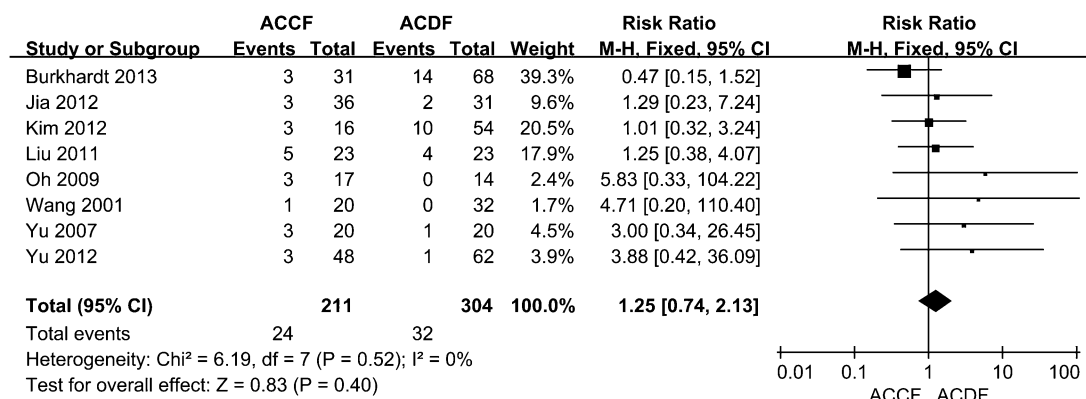 ACCF ACDF Risk Ratio Risk Ratio
Study or Subgroup Events Total Events Total Weight M-H, Fixed, 95% CI M-H, Fixed, 95% CI
Burkhardt 2013 3 31 14 68 39.3% 0.47 [0.15, 1.52]
Jia 2012 3 36 2 31 9.6% 1.29 [0.23, 7.24]
Kim 2012 3 16 10 54 20.5% 1.01 [0.32, 3.24]
Liu 2011 5 23 4 23 17.9% 1.25 [0.38, 4.07]
Oh 2009 3 17 0 14 2.4% 5.83 [0.33, 104.22]
Wang 2001 1 20 0 32 1.7% 4.71 [0.20, 110.40]
Yu 2007 3 20 1 20 4.5% 3.00 [0.34, 26.45]
Yu 2012 3 48 1 62 3.9% 3.88 [0.42, 36.09]
Total (95% CI) 211 304 100.0% 1.25 [0.74, 2.13]
Total events 24 32
Heterogeneity: Chi² = 6.19, df = 7 (P = 0.52); I² = 0%
Test for overall effect: Z = 0.83 (P = 0.40)
0.01 0.1 1 10 100
ACCF ACDF